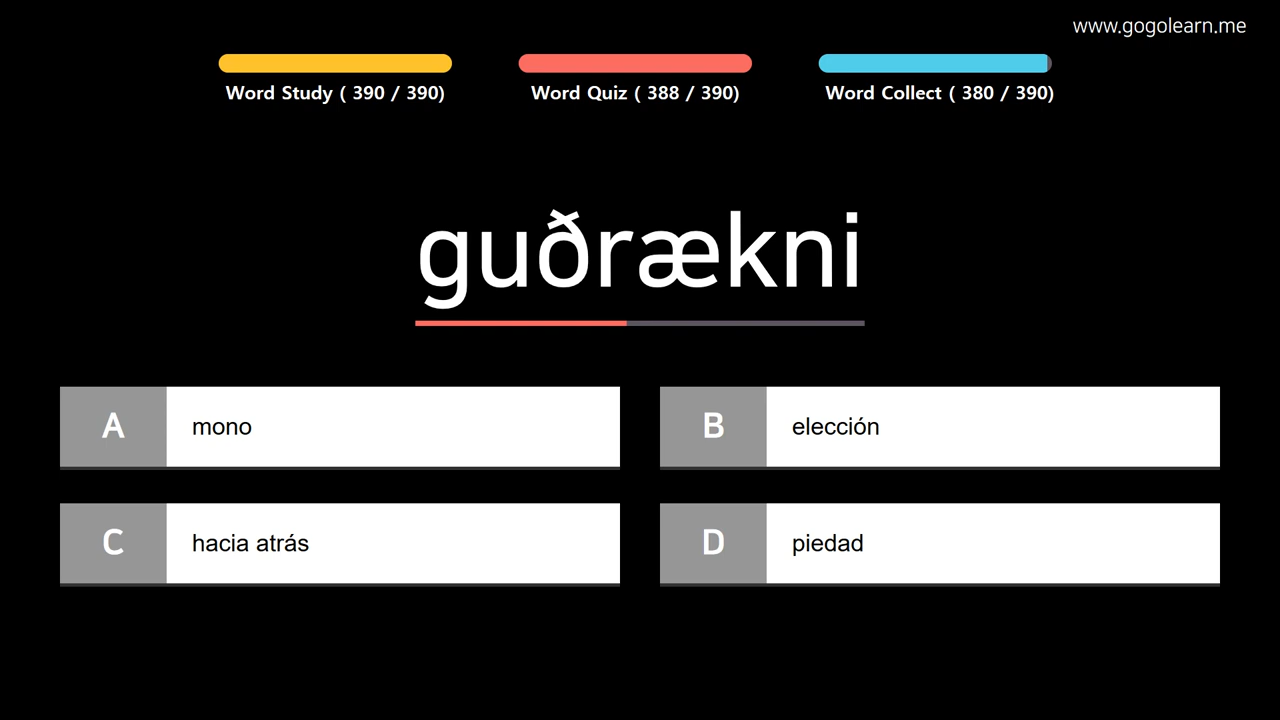 www.gogolearn.me
Word Study ( 390 / 390)
Word Quiz ( 388 / 390)
Word Collect ( 380 / 390)
guðrækni
A
mono
B
elección
C
hacia atrás
D
piedad